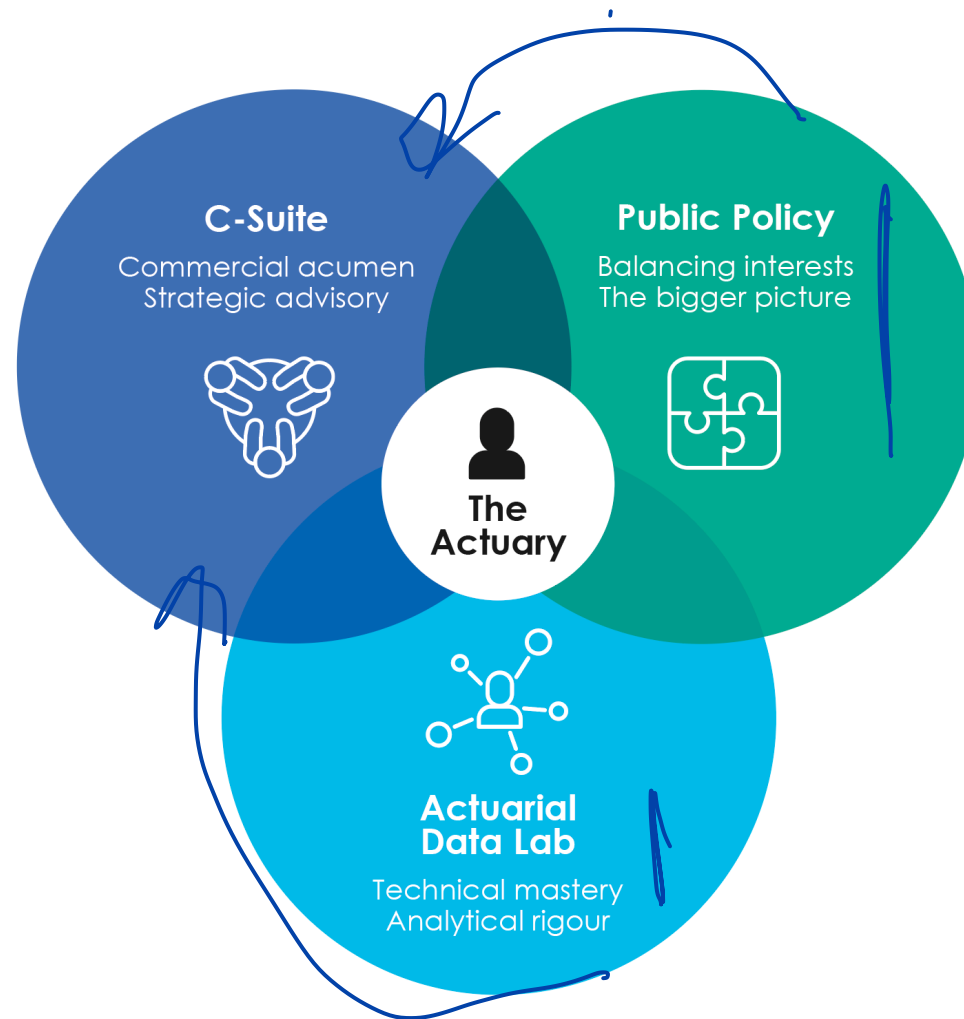 C-Suite
Commercial acumen
Strategic advisory
Public Policy
Balancing interests
The bigger picture
The
Actuary
Actuarial
Data Lab
Technical mastery
Analytical rigour